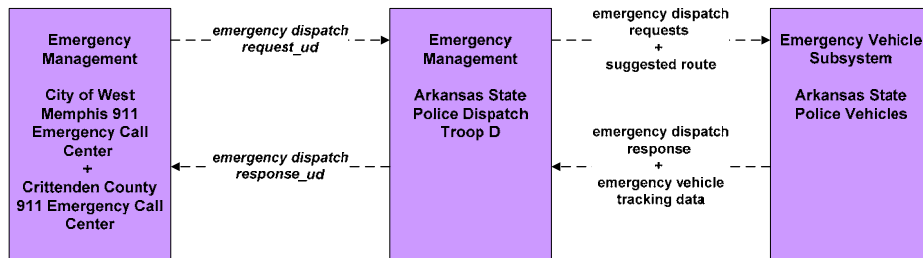 Emergency
Management
City of West
Memphis 911
Emergency Call
Center
+
Crittenden County
911 Emergency Call
Center
emergency dispatch
request_ud
emergency dispatch
response_ud
Emergency
Management
Arkansas State
Police Dispatch
Troop D
emergency dispatch
requests
+
suggested route
emergency dispatch
response
+
emergency vehicle
tracking data
Emergency Vehicle
Subsystem
Arkansas State
Police Vehicles